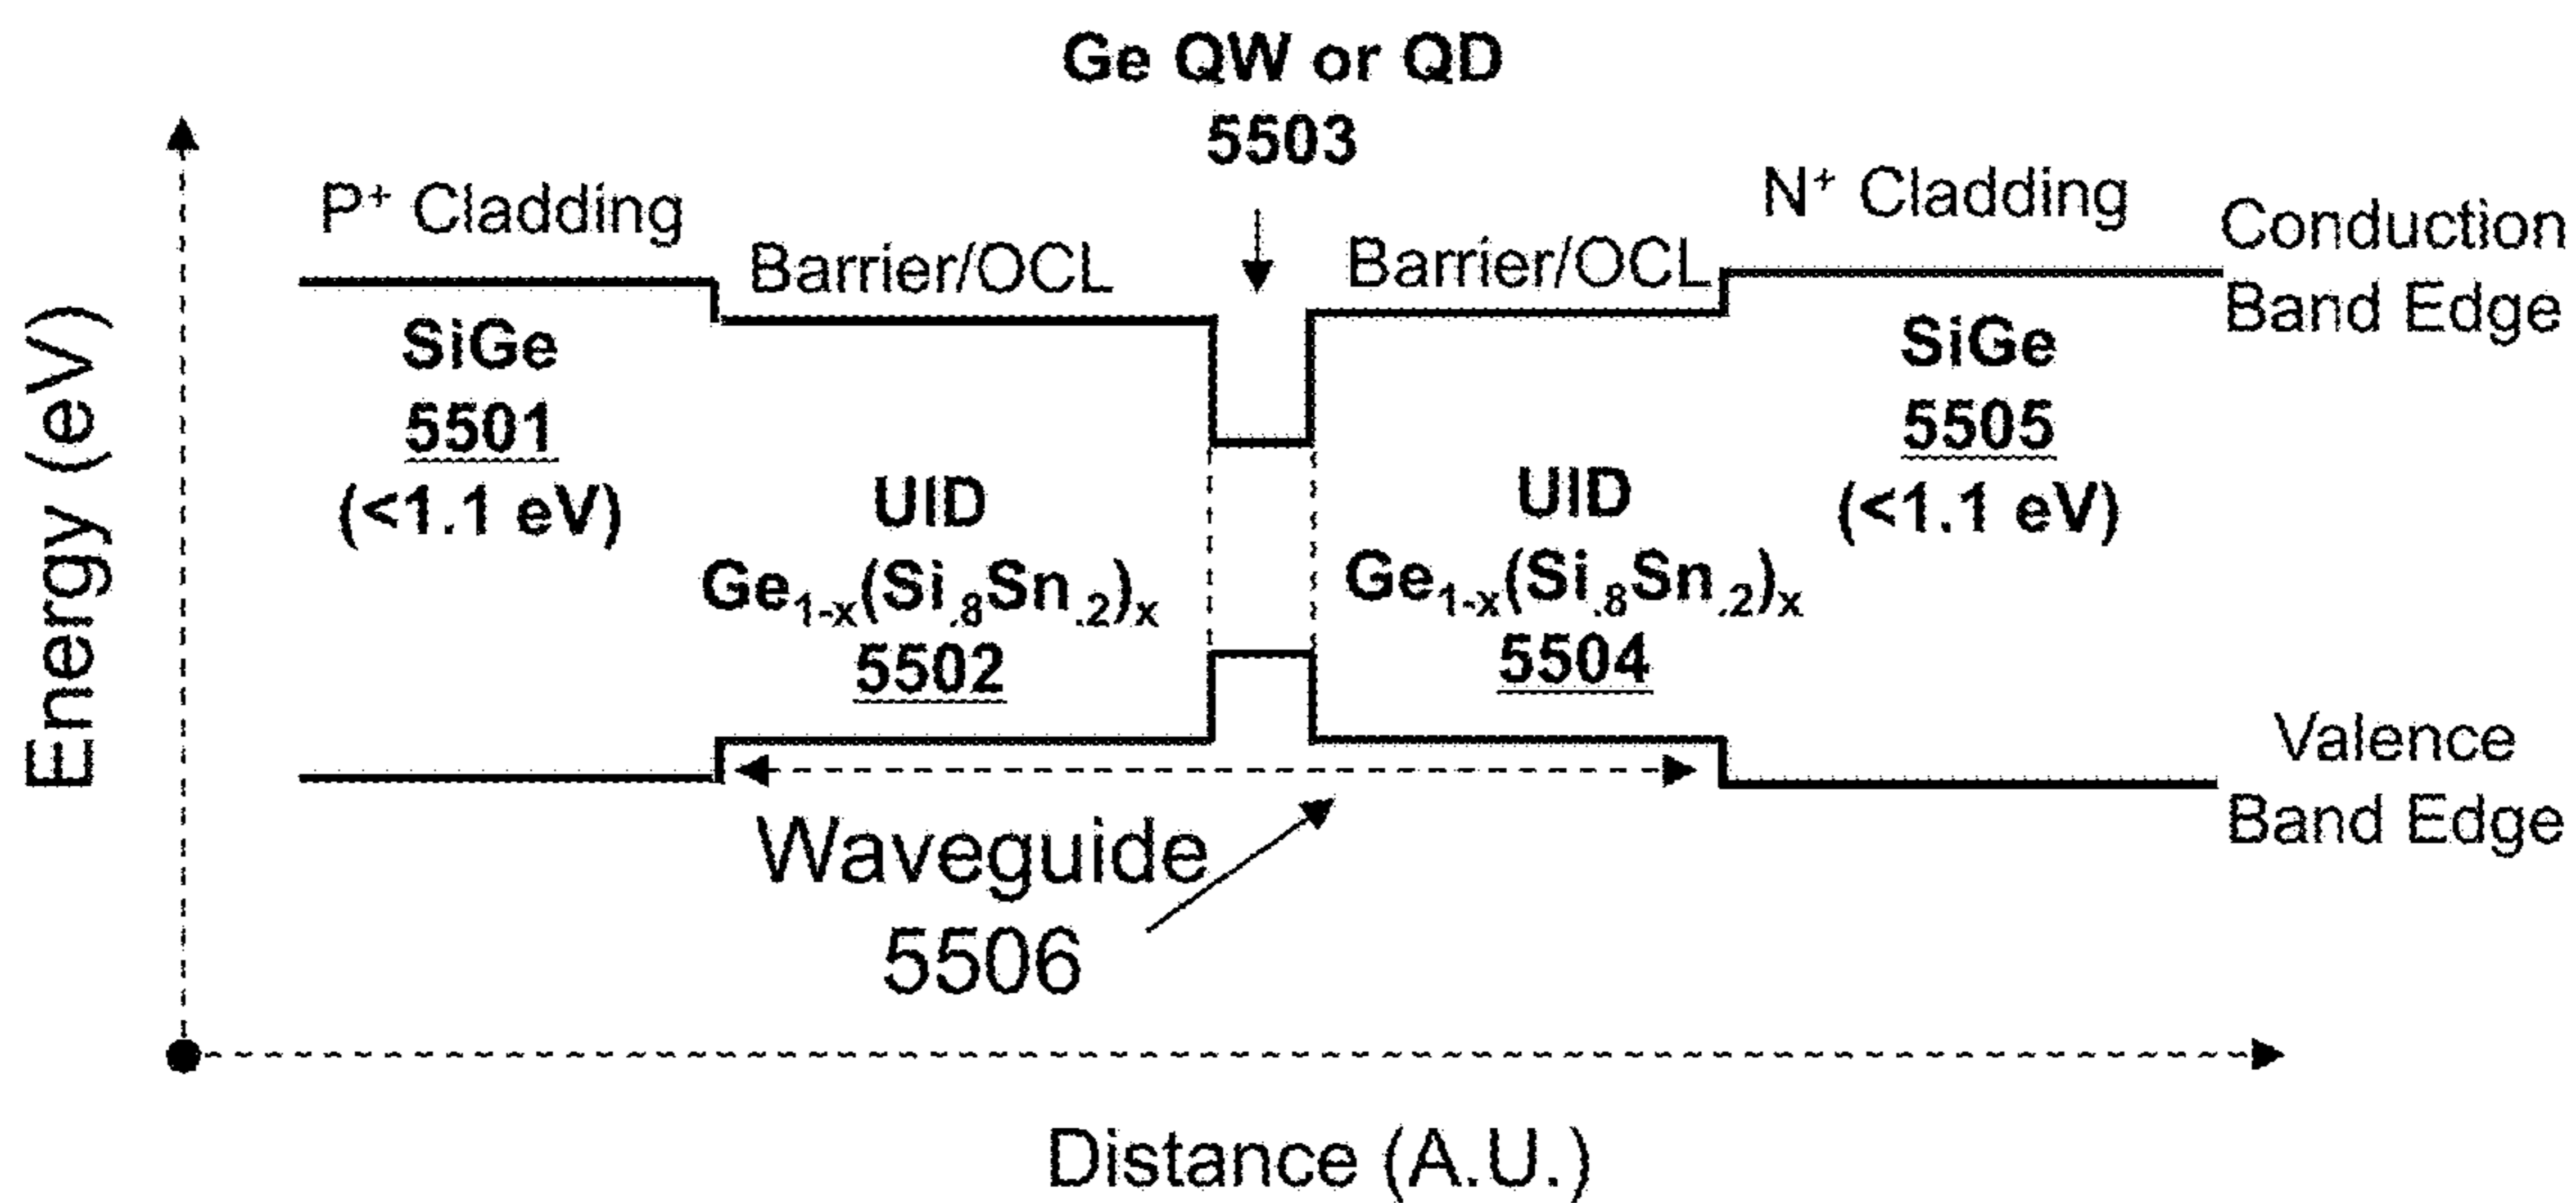 Ge QW or QD
5503
P⁺ Cladding
Barrier/OCL
Barrier/OCL
N⁺ Cladding
Conduction
Band Edge
Energy (eV)
SiGe
5501
(<1.1 eV)
UID
Ge₁₋ₓ(Si.₈Sn.₂)ₓ
5502
UID
Ge₁₋ₓ(Si.₈Sn.₂)ₓ
5504
SiGe
5505
(<1.1 eV)
Valence
Band Edge
Waveguide
5506
Distance (A.U.)